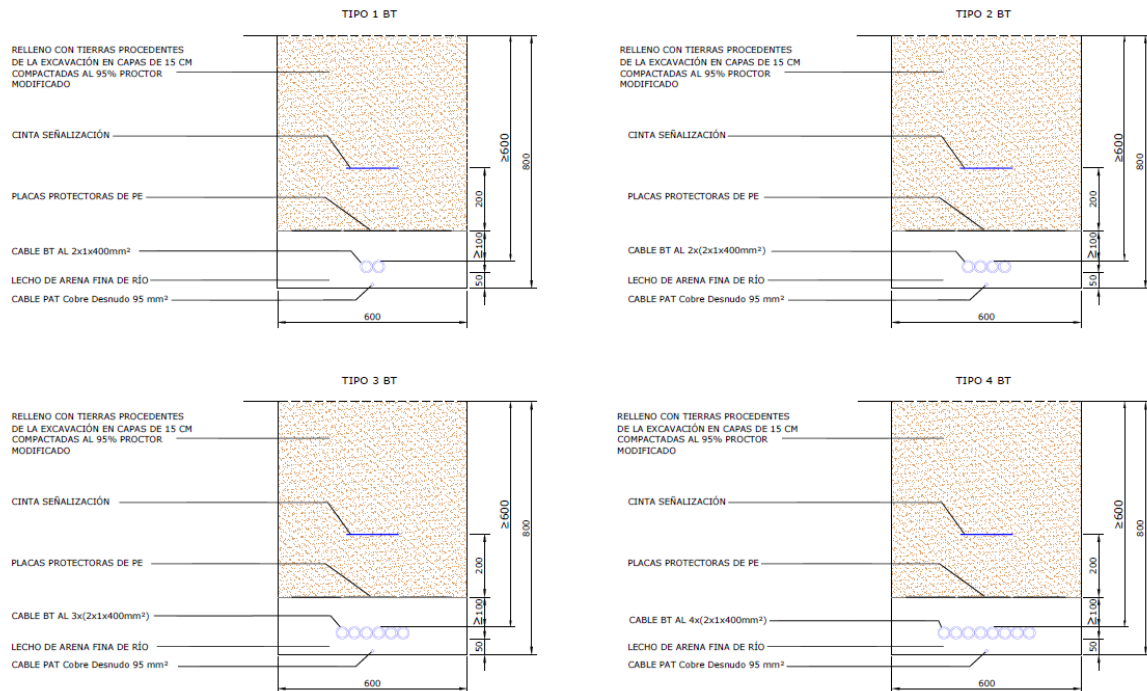 TIPO 1 BT
RELLENO CON TIERRAS PROCEDENTES
DE LA EXCAVACIÓN EN CAPAS DE 15 CM
COMPACTADAS AL 95% PROCTOR
MODIFICADO
CINTA SEÑALIZACIÓN
PLACAS PROTECTORAS DE PE
CABLE BT AL 2x1x400mm²
LECHO DE ARENA FINA DE RÍO
CABLE PAT Cobre Desnudo 95 mm²
200
≥100
50
≥600
800
600
TIPO 2 BT
RELLENO CON TIERRAS PROCEDENTES
DE LA EXCAVACIÓN EN CAPAS DE 15 CM
COMPACTADAS AL 95% PROCTOR
MODIFICADO
CINTA SEÑALIZACIÓN
PLACAS PROTECTORAS DE PE
CABLE BT AL 2x(2x1x400mm²)
LECHO DE ARENA FINA DE RÍO
CABLE PAT Cobre Desnudo 95 mm²
200
≥100
50
≥600
800
600
TIPO 3 BT
RELLENO CON TIERRAS PROCEDENTES
DE LA EXCAVACIÓN EN CAPAS DE 15 CM
COMPACTADAS AL 95% PROCTOR
MODIFICADO
CINTA SEÑALIZACIÓN
PLACAS PROTECTORAS DE PE
CABLE BT AL 3x(2x1x400mm²)
LECHO DE ARENA FINA DE RÍO
CABLE PAT Cobre Desnudo 95 mm²
200
≥100
50
≥600
800
600
TIPO 4 BT
RELLENO CON TIERRAS PROCEDENTES
DE LA EXCAVACIÓN EN CAPAS DE 15 CM
COMPACTADAS AL 95% PROCTOR
MODIFICADO
CINTA SEÑALIZACIÓN
PLACAS PROTECTORAS DE PE
CABLE BT AL 4x(2x1x400mm²)
LECHO DE ARENA FINA DE RÍO
CABLE PAT Cobre Desnudo 95 mm²
200
≥100
50
≥600
800
600